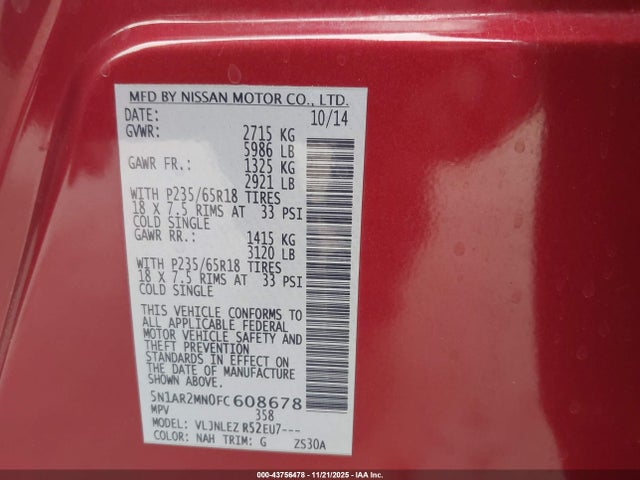 MFD BY NISSAN MOTOR CO., LTD.
DATE: 10/14
GVWR: 2715 KG
5986 LB
GAWR FR.: 1325 KG
2921 LB
WITH P235/65R18 TIRES
18 X 7.5 RIMS AT 33 PSI
COLD SINGLE
GAWR RR.: 1415 KG
3120 LB
WITH P235/65R18 TIRES
18 X 7.5 RIMS AT 33 PSI
COLD SINGLE
THIS VEHICLE CONFORMS TO
ALL APPLICABLE FEDERAL
MOTOR VEHICLE SAFETY AND
THEFT PREVENTION
STANDARDS IN EFFECT ON
THE DATE OF MANUFACTURE
SHOWN ABOVE.
5N1AR2MN0FC608678
MPV 358
MODEL: VLJNLEZ R52EU7---
COLOR: NAH TRIM: G ZS30A
000-43756478 - 11/21/2025 - IAA Inc.